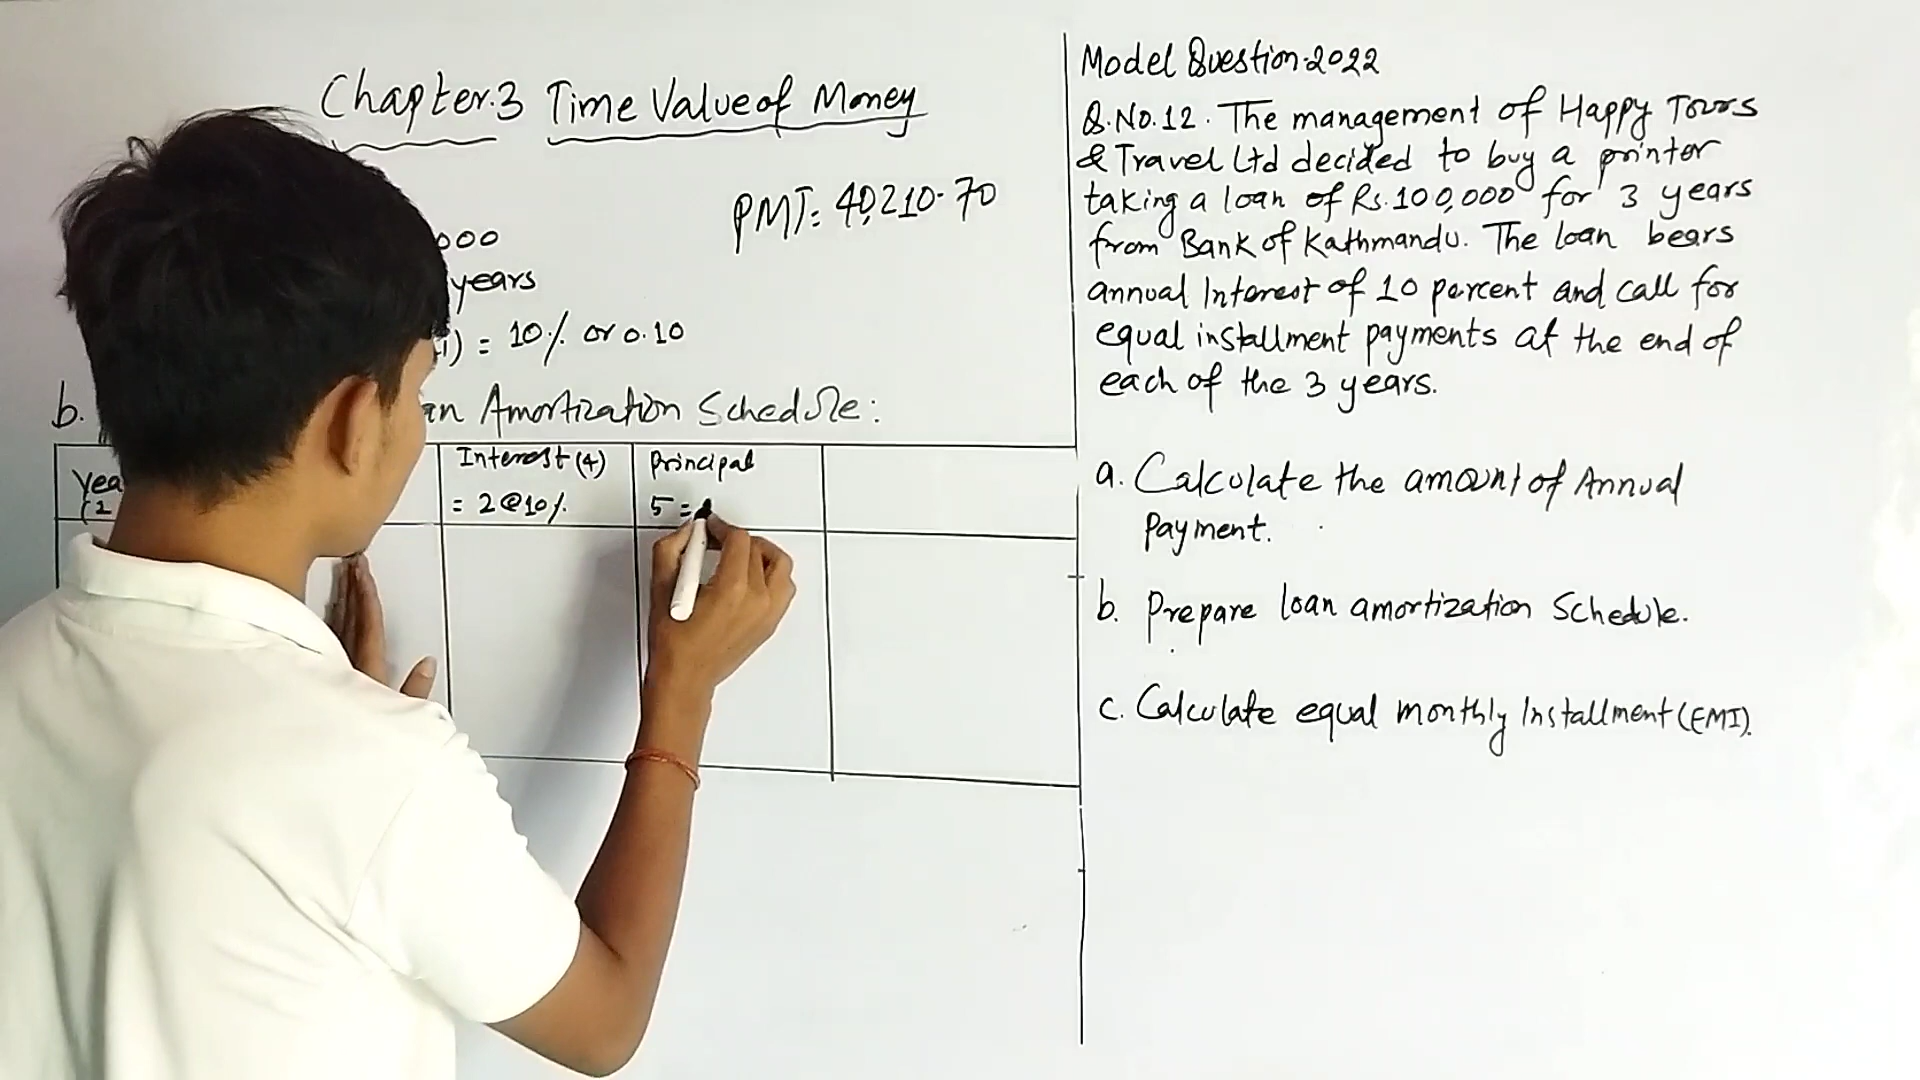 Chapter.3 Time Value of Money
PMT= 40,210.70
000
years
i) = 10% or 0.10
b. an Amortization Schedule:
Yea
Interest (4)
= 2@10%
Principal
5 =
Model Question-2022
Q.No.12. The management of Happy Tours
& Travel Ltd decided to buy a printer
taking a loan of Rs.100,000 for 3 years
from Bank of Kathmandu. The loan bears
annual Interest of 10 percent and call for
equal installment payments at the end of
each of the 3 years.
a. Calculate the amount of Annual
Payment.
b. Prepare loan amortization Schedule.
c. Calculate equal monthly Installment (EMI).